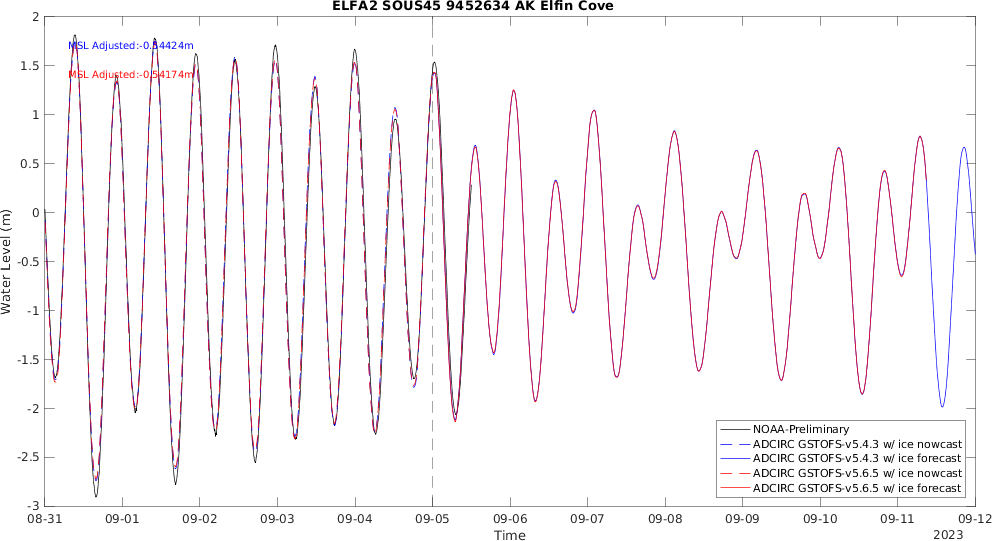 ELFA2 SOUS45 9452634 AK Elfin Cove
2
1.5
1
0.5
0
-0.5
-1
-1.5
-2
-2.5
-3
Water Level (m)
MSL Adjusted:-0.54424m
MSL Adjusted:-0.54174m
NOAA-Preliminary
ADCIRC GSTOFS-v5.4.3 w/ ice nowcast
ADCIRC GSTOFS-v5.4.3 w/ ice forecast
ADCIRC GSTOFS-v5.6.5 w/ ice nowcast
ADCIRC GSTOFS-v5.6.5 w/ ice forecast
08-31 09-01 09-02 09-03 09-04 09-05 09-06 09-07 09-08 09-09 09-10 09-11 09-12
Time
2023